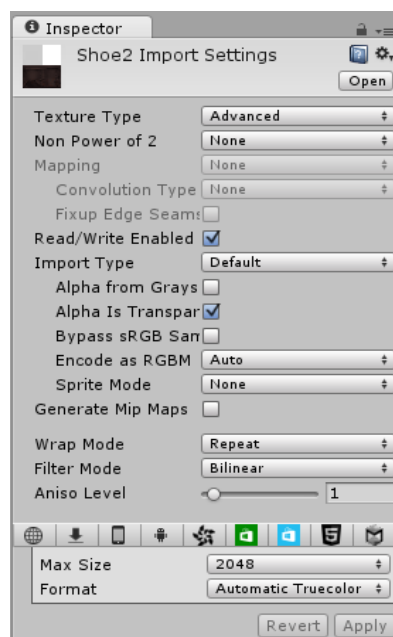 Inspector
Shoe2 Import Settings
Open
Texture Type Advanced
Non Power of 2 None
Mapping None
Convolution Type None
Fixup Edge Seams
Read/Write Enabled
Import Type Default
Alpha from Grays
Alpha Is Transpar
Bypass sRGB Sam
Encode as RGBM Auto
Sprite Mode None
Generate Mip Maps
Wrap Mode Repeat
Filter Mode Bilinear
Aniso Level 1
Max Size 2048
Format Automatic Truecolor
Revert Apply